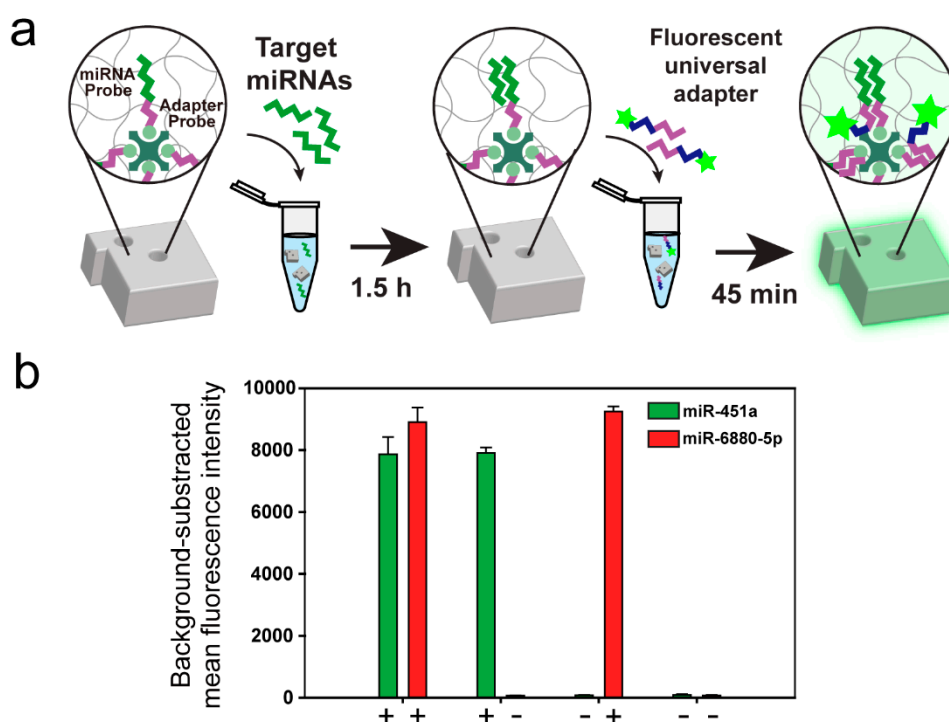 a
miRNA
Probe
Adapter
Probe
Target
miRNAs
1.5 h
Fluorescent
universal
adapter
45 min
b
Background-substracted
mean fluorescence intensity
10000
8000
6000
4000
2000
0
miR-451a
miR-6880-5p
+ + + - - + - -